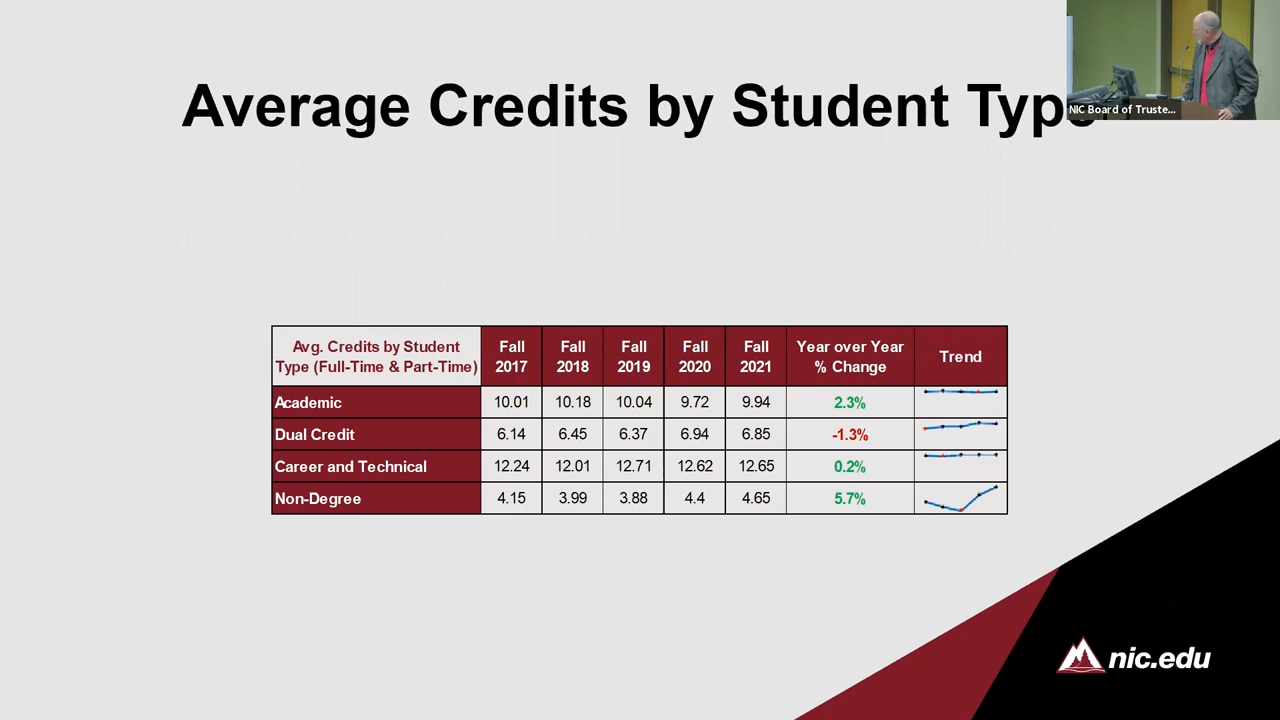 Average Credits by Student Type
NIC Board of Truste...
Avg. Credits by Student Type (Full-Time & Part-Time) Fall 2017 Fall 2018 Fall 2019 Fall 2020 Fall 2021 Year over Year % Change Trend
Academic 10.01 10.18 10.04 9.72 9.94 2.3%
Dual Credit 6.14 6.45 6.37 6.94 6.85 -1.3%
Career and Technical 12.24 12.01 12.71 12.62 12.65 0.2%
Non-Degree 4.15 3.99 3.88 4.4 4.65 5.7%
nic.edu